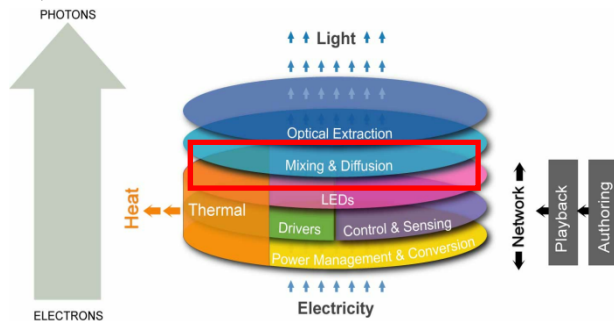 PHOTONS
Light
Optical Extraction
Mixing & Diffusion
LEDs
Heat
Thermal
Drivers
Control & Sensing
Power Management & Conversion
Network
Playback
Authoring
Electricity
ELECTRONS